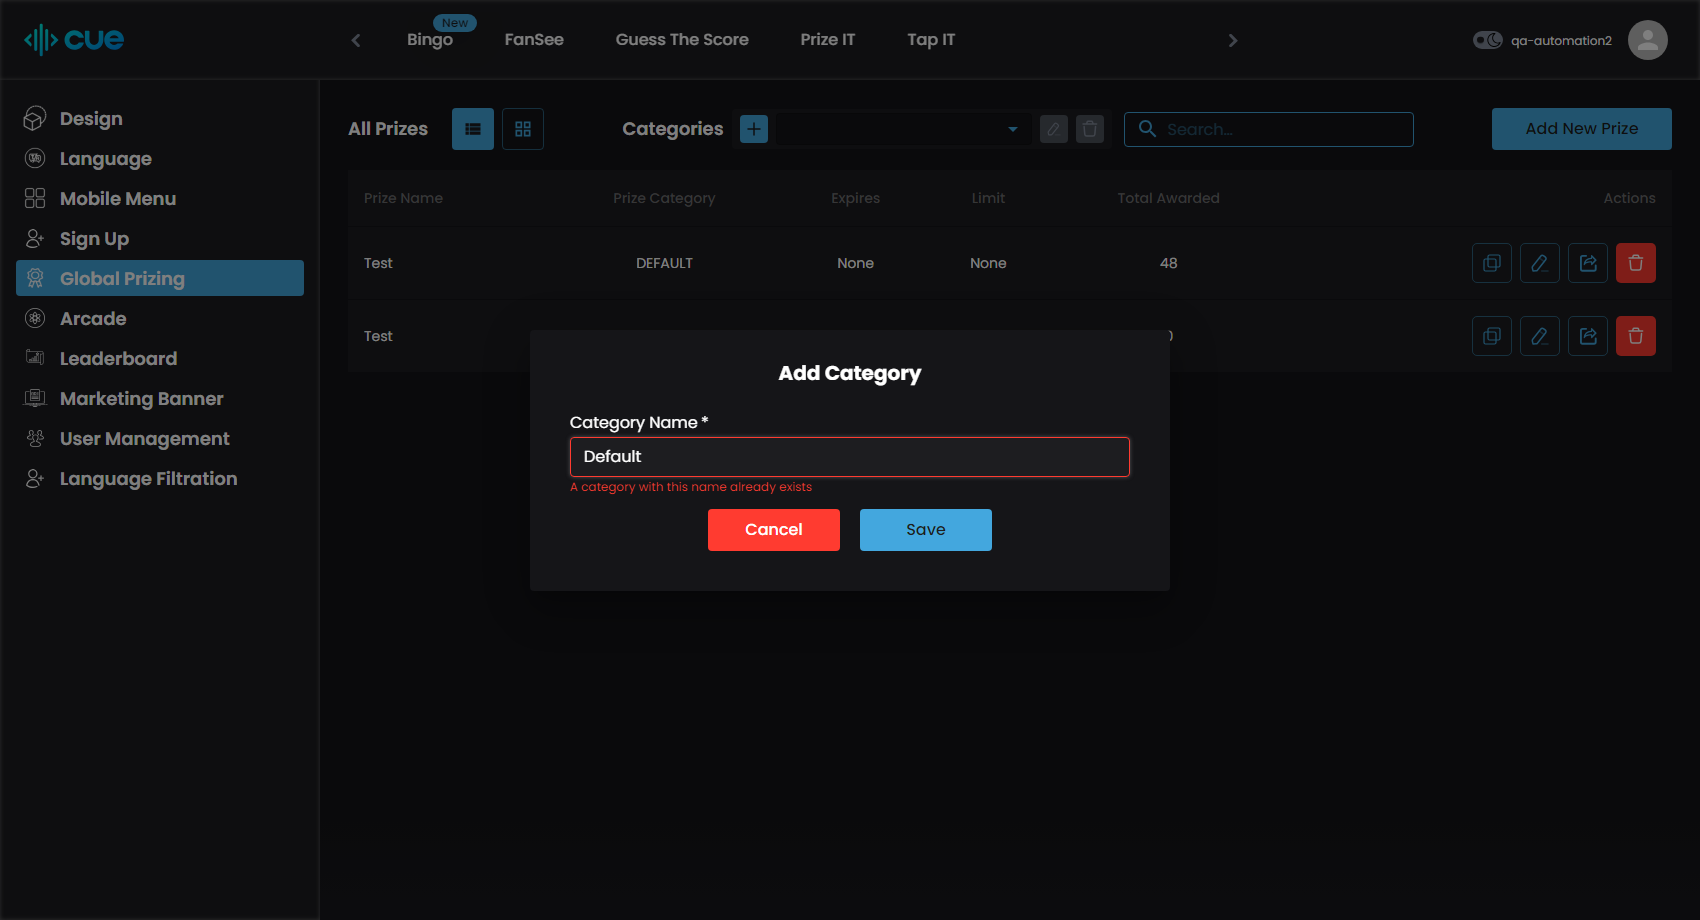 cue
New
Bingo
FanSee
Guess The Score
Prize IT
Tap IT
qa-automation2
Design
Language
Mobile Menu
Sign Up
Global Prizing
Arcade
Leaderboard
Marketing Banner
User Management
Language Filtration
All Prizes
Categories
Search...
Add New Prize
Prize Name Prize Category Expires Limit Total Awarded Actions
Test DEFAULT None None 48
Test
Add Category
Category Name *
Default
A category with this name already exists
Cancel
Save